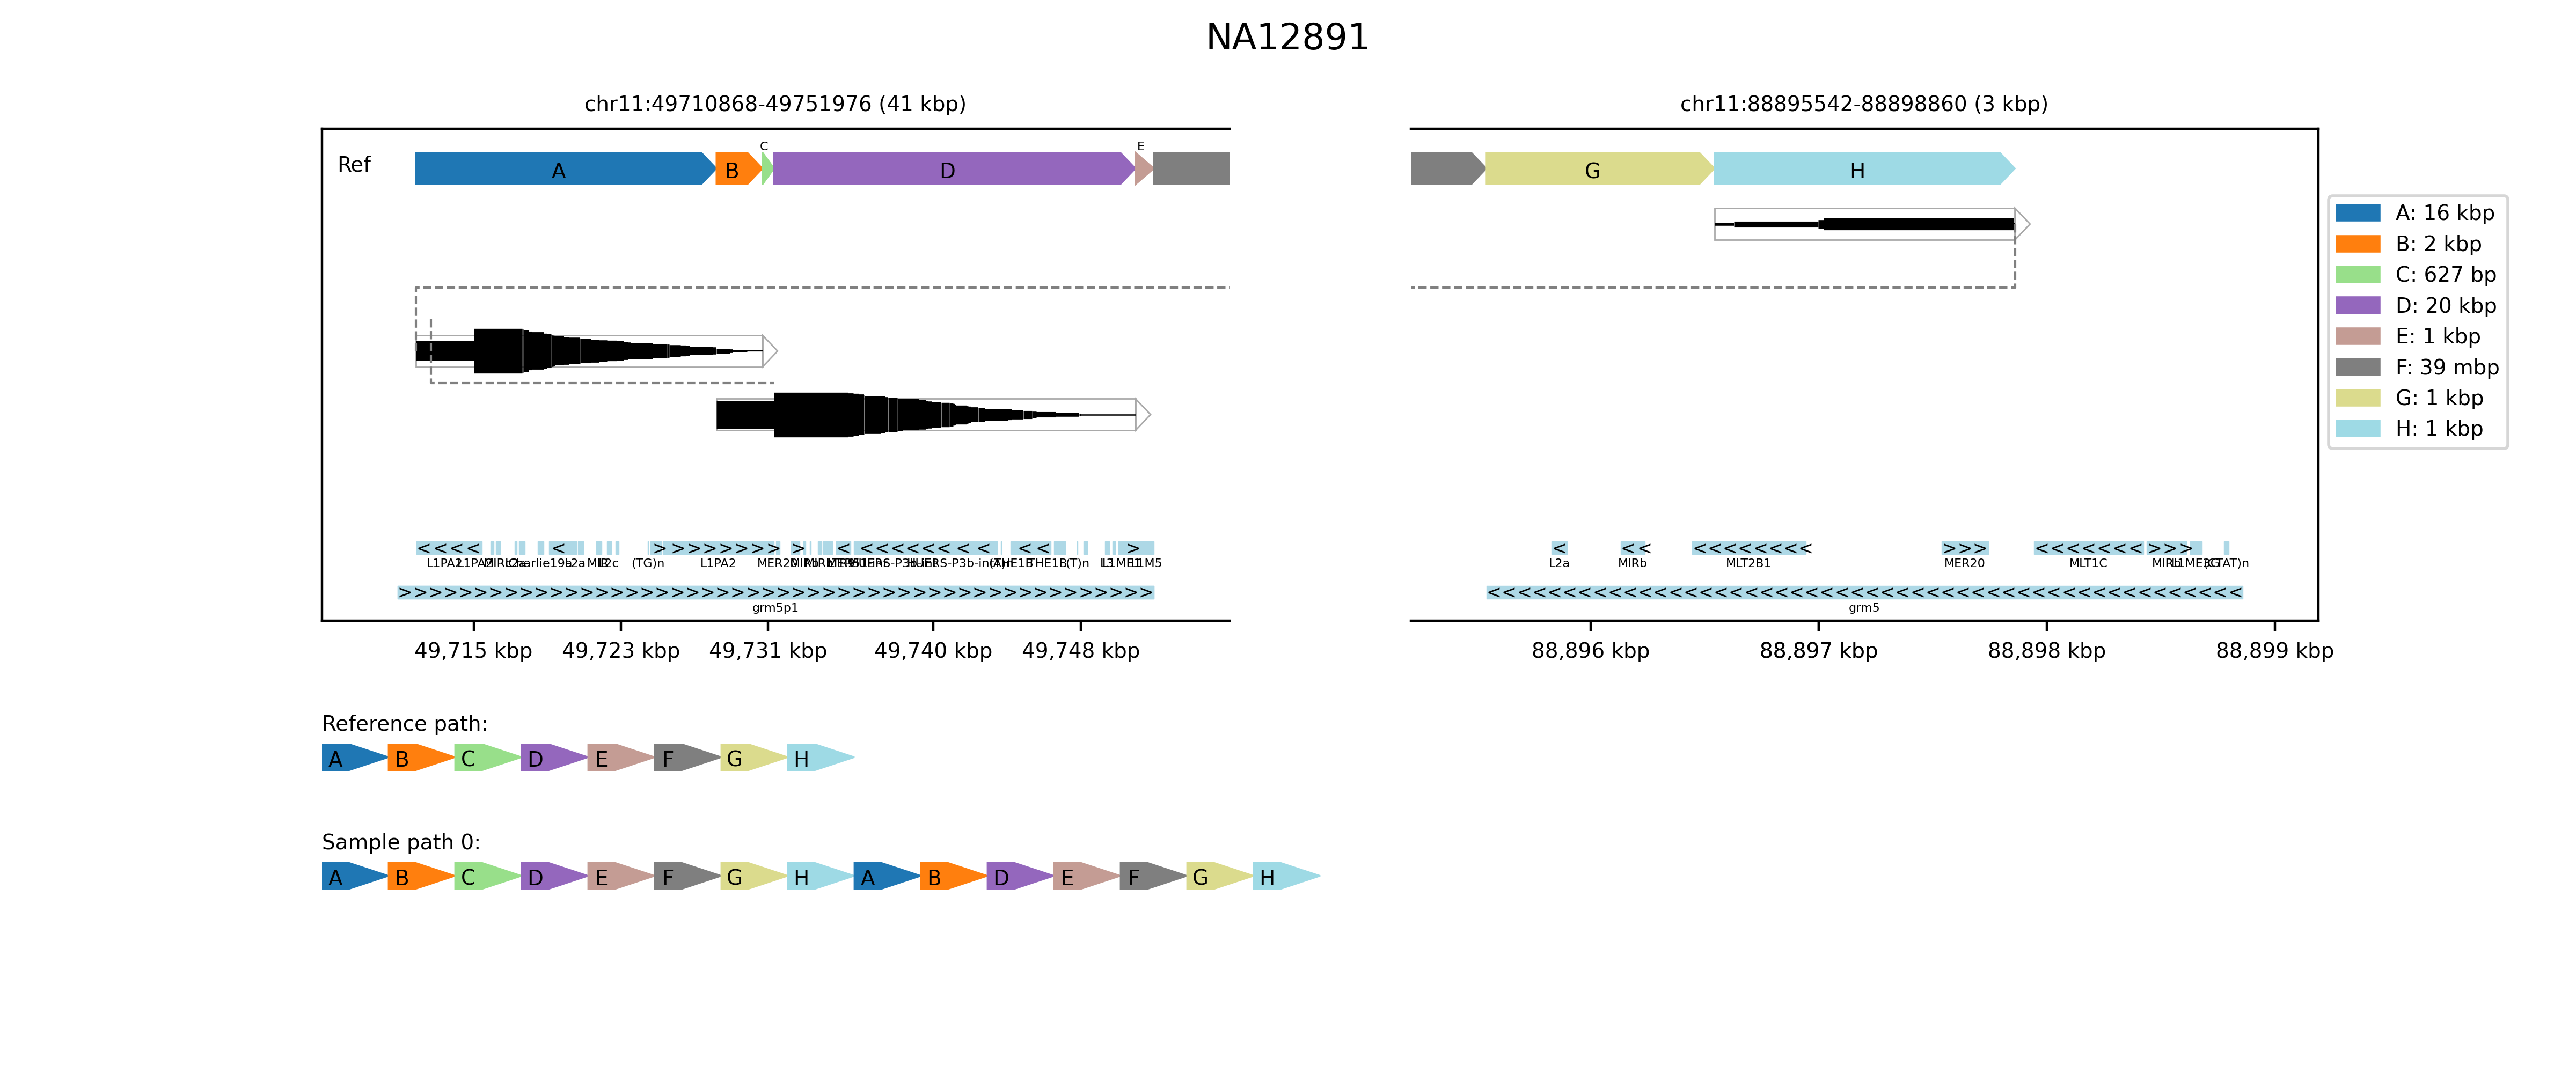 NA12891
chr11:49710868-49751976 (41 kbp)
chr11:88895542-88898860 (3 kbp)
Ref
A B C D E
G H
A: 16 kbp
B: 2 kbp
C: 627 bp
D: 20 kbp
E: 1 kbp
F: 39 mbp
G: 1 kbp
H: 1 kbp
L1PA2 (TG)n L1PA2 MER20 THE1B (T)n L1M5
L2a MIRb MLT2B1 MER20 MLT1C MIRb
grm5p1
grm5
49,715 kbp 49,723 kbp 49,731 kbp 49,740 kbp 49,748 kbp
88,896 kbp 88,897 kbp 88,898 kbp 88,899 kbp
Reference path:
A B C D E F G H
Sample path 0:
A B C D E F G H A B D E F G H